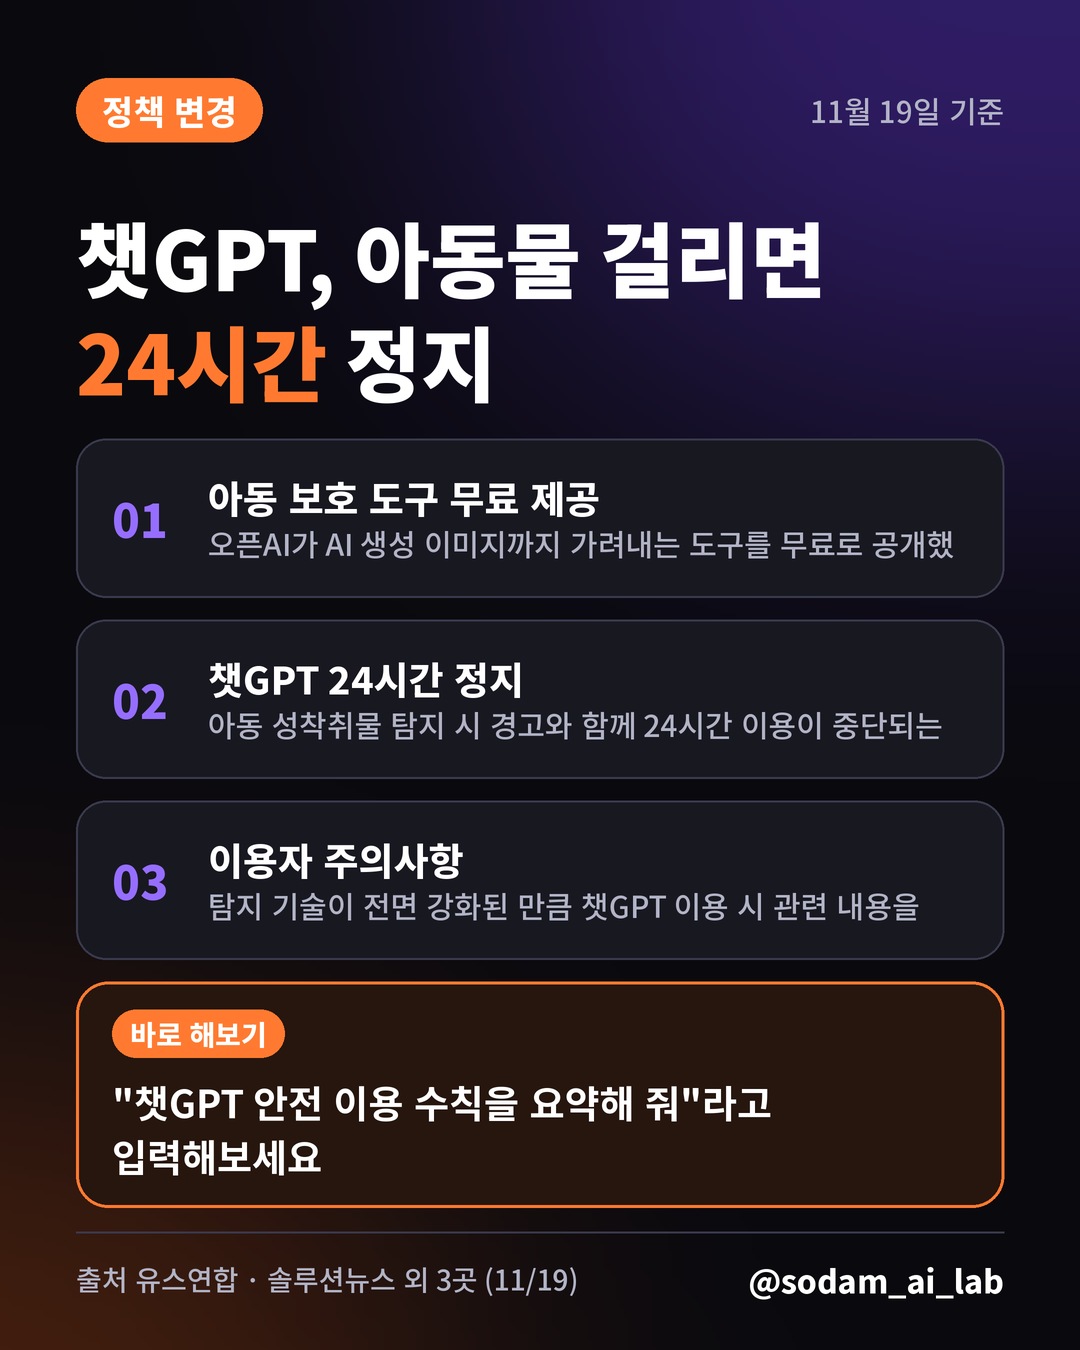 정책 변경
11월 19일 기준
챗GPT, 아동물 걸리면
24시간 정지
01
아동 보호 도구 무료 제공
오픈AI가 AI 생성 이미지까지 가려내는 도구를 무료로 공개했
02
챗GPT 24시간 정지
아동 성착취물 탐지 시 경고와 함께 24시간 이용이 중단되는
03
이용자 주의사항
탐지 기술이 전면 강화된 만큼 챗GPT 이용 시 관련 내용을
바로 해보기
"챗GPT 안전 이용 수칙을 요약해 줘"라고
입력해보세요
출처 유스연합 · 솔루션뉴스 외 3곳 (11/19)
@sodam_ai_lab